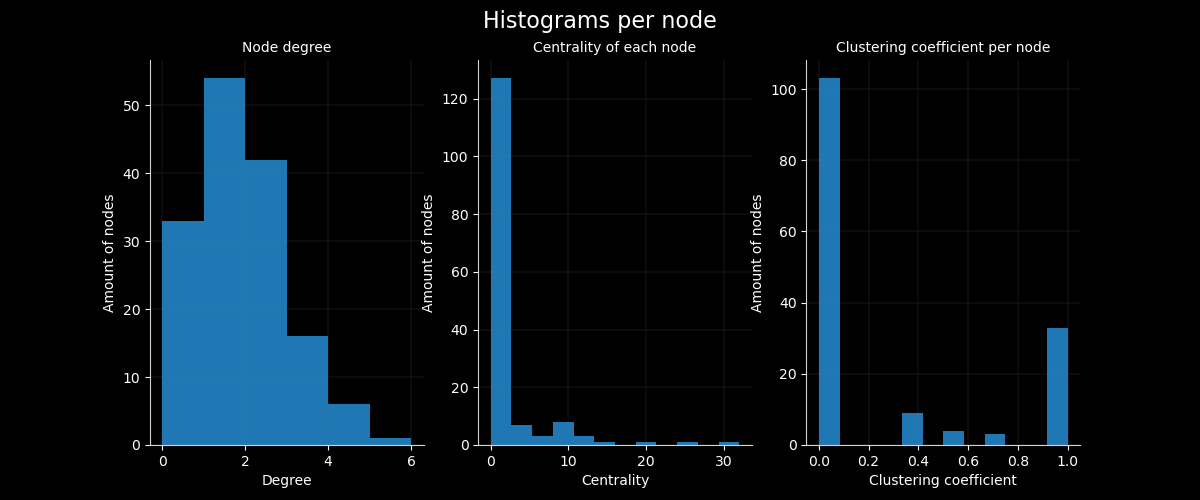 Histograms per node
Node degree
Amount of nodes
50
40
30
20
10
0
0 2 4 6
Degree
Centrality of each node
Amount of nodes
120
100
80
60
40
20
0
0 10 20 30
Centrality
Clustering coefficient per node
Amount of nodes
100
80
60
40
20
0
0.0 0.2 0.4 0.6 0.8 1.0
Clustering coefficient